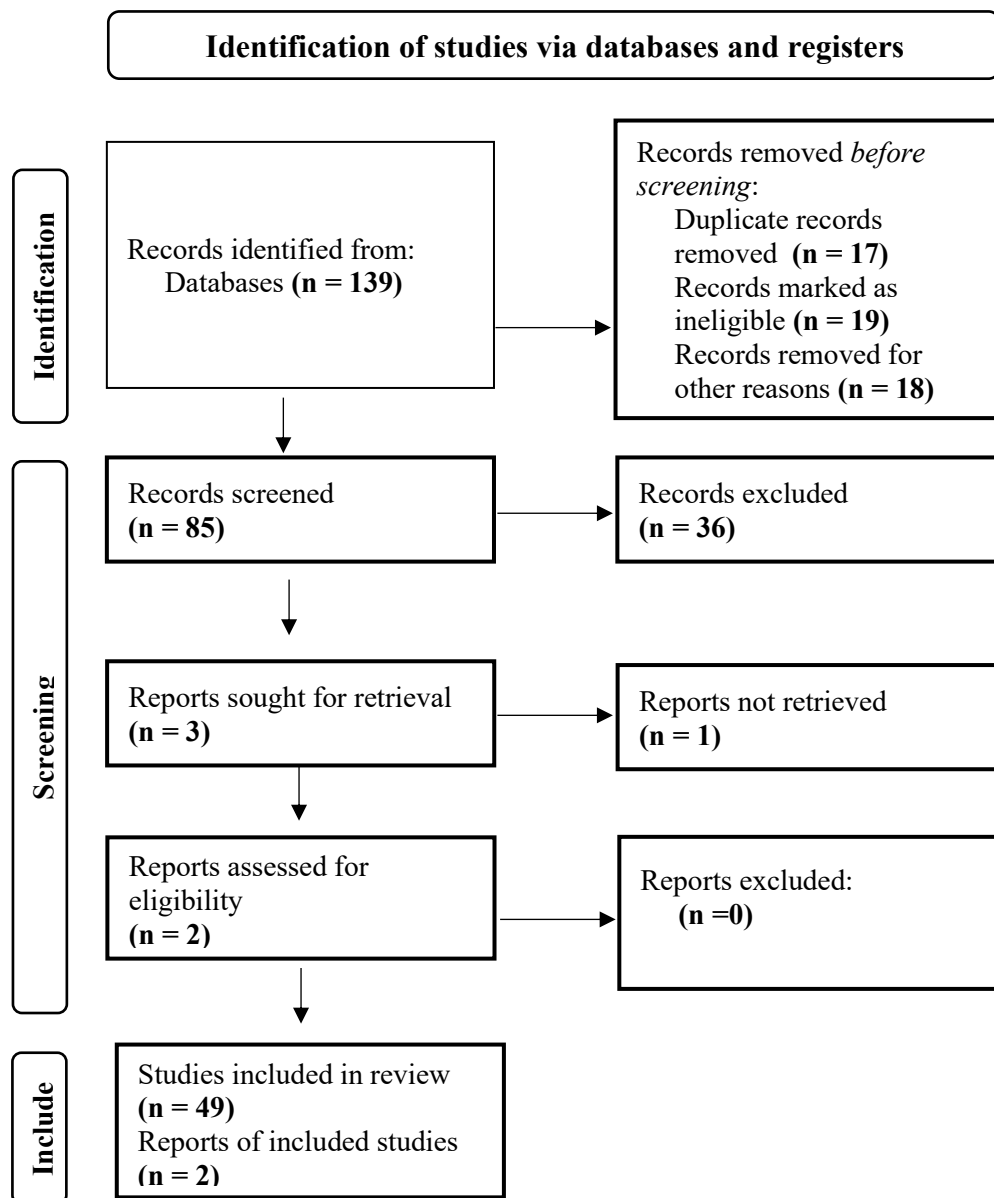 Identification of studies via databases and registers
Identification
Records identified from:
Databases (n = 139)
Records removed before
screening:
Duplicate records
removed (n = 17)
Records marked as
ineligible (n = 19)
Records removed for
other reasons (n = 18)
Screening
Records screened
(n = 85)
Records excluded
(n = 36)
Reports sought for retrieval
(n = 3)
Reports not retrieved
(n = 1)
Reports assessed for
eligibility
(n = 2)
Reports excluded:
(n =0)
Include
Studies included in review
(n = 49)
Reports of included studies
(n = 2)